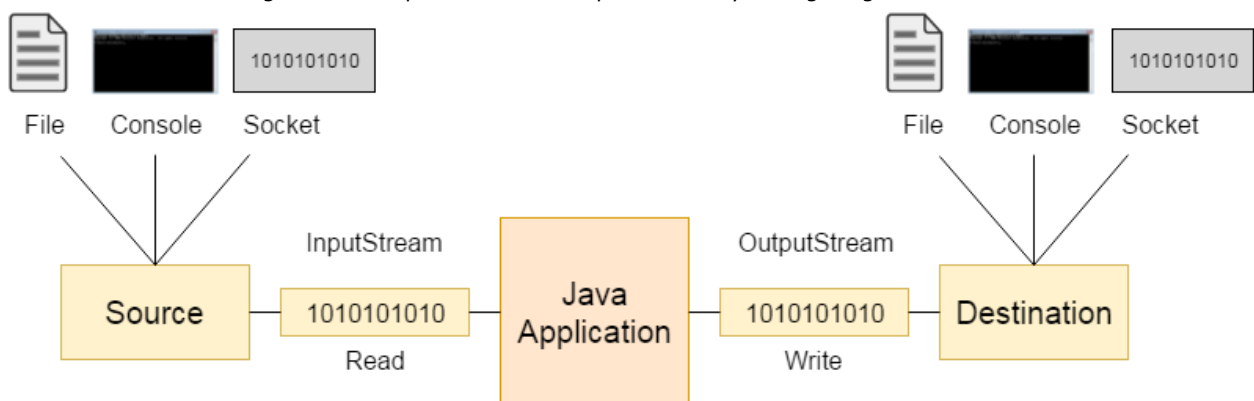 1010101010
1010101010
File Console Socket
File Console Socket
InputStream
OutputStream
Source
1010101010
Java
Application
1010101010
Destination
Read
Write